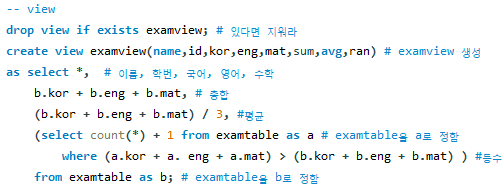 -- view
drop view if exists examview; # 있다면 지워라
create view examview(name,id,kor,eng,mat,sum,avg,ran) # examview 생성
as select *,  # 이름, 학번, 국어, 영어, 수학
b.kor + b.eng + b.mat, # 총합
(b.kor + b.eng + b.mat) / 3, #평균
(select count(*) + 1 from examtable as a # examtable을 a로 정함
where (a.kor + a. eng + a.mat) > (b.kor + b.eng + b.mat) ) #등수
from examtable as b; # examtable을 b로 정함